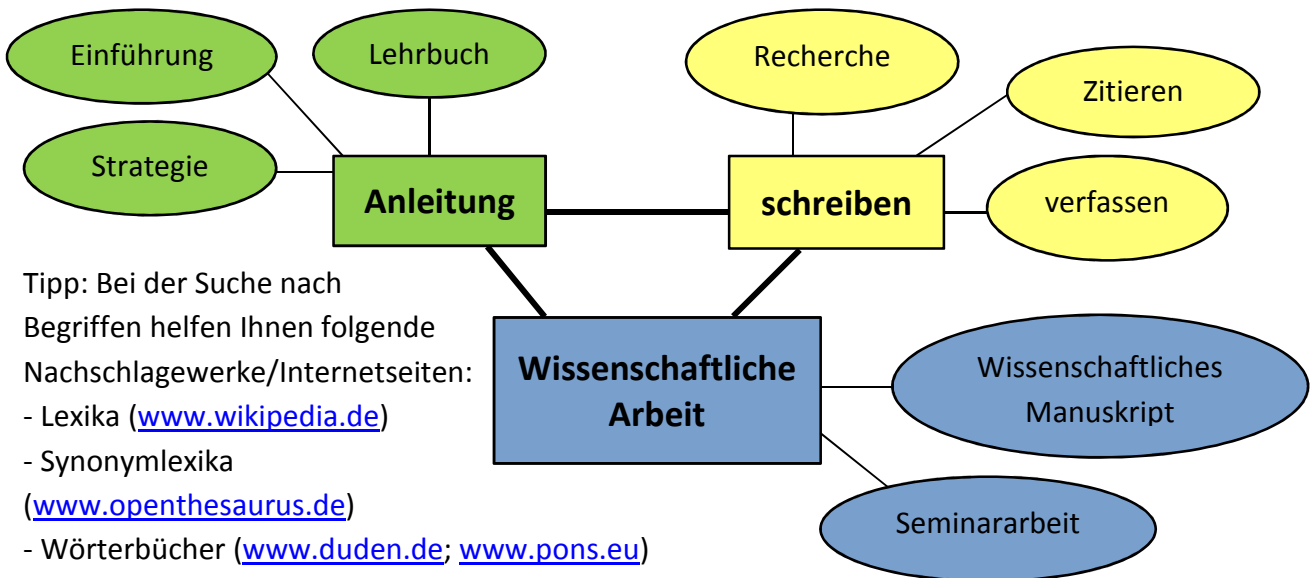 Einführung
Lehrbuch
Recherche
Zitieren
Strategie
Anleitung
schreiben
verfassen
Tipp: Bei der Suche nach
Begriffen helfen Ihnen folgende
Nachschlagewerke/Internetseiten:
- Lexika (www.wikipedia.de)
- Synonymlexika
(www.openthesaurus.de)
- Wörterbücher (www.duden.de; www.pons.eu)
Wissenschaftliche
Arbeit
Wissenschaftliches
Manuskript
Seminararbeit